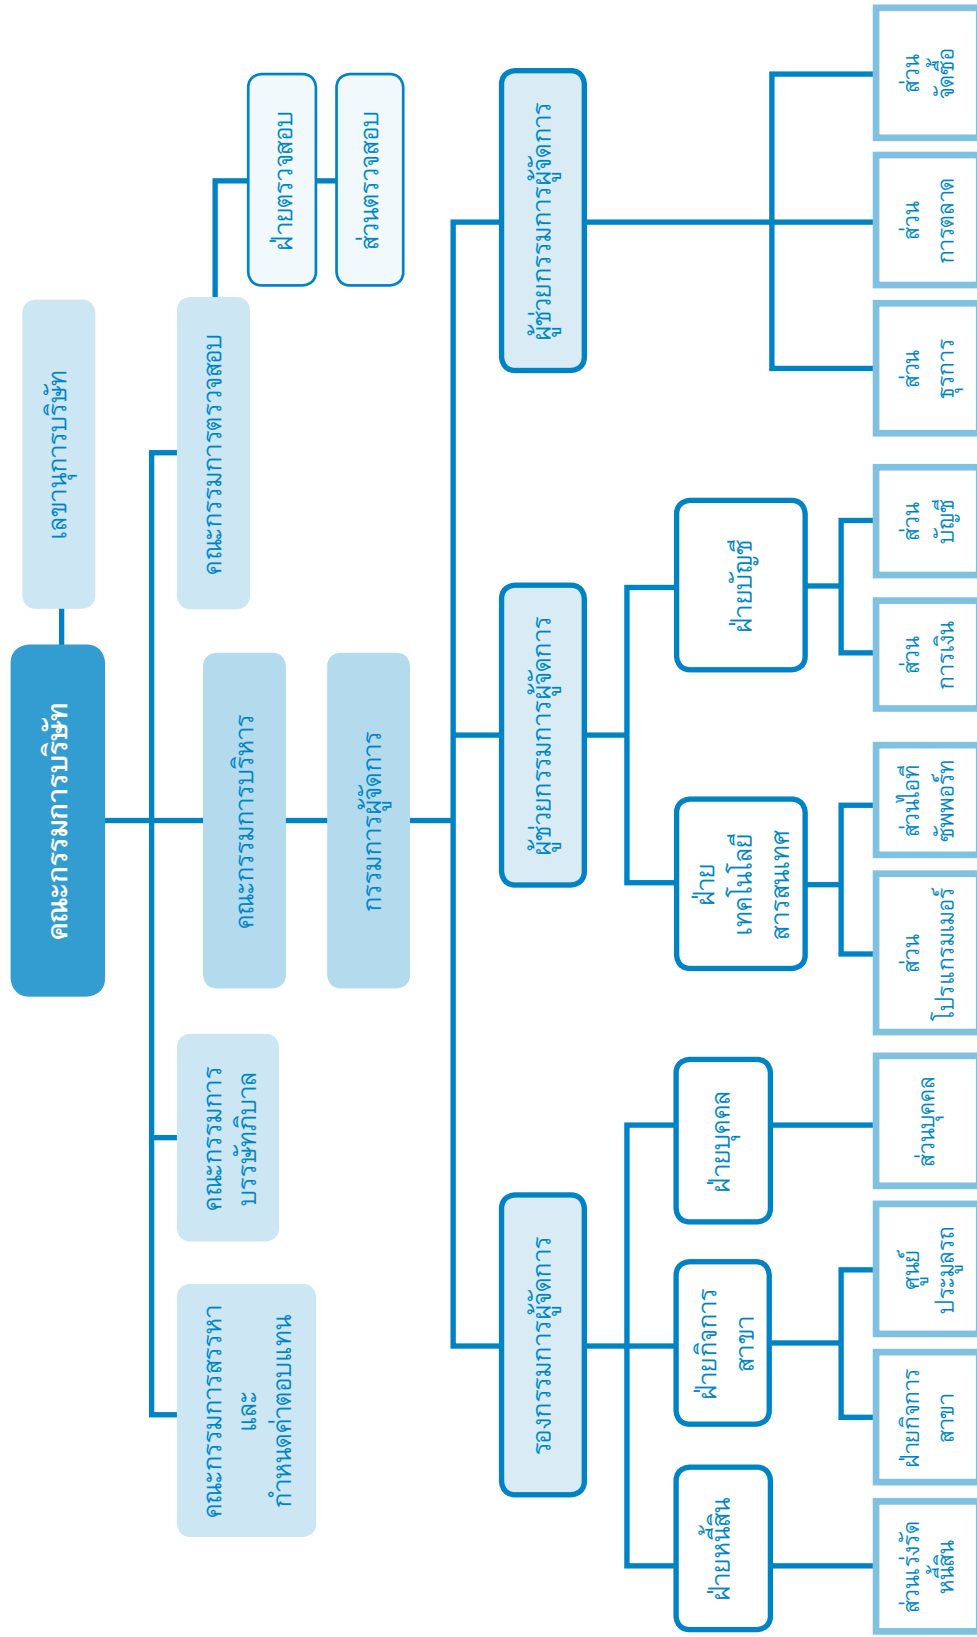 คณะกรรมการบริษัท
เลขานุการบริษัท
คณะกรรมการสรรหา
และ
กำหนดค่าตอบแทน
คณะกรรมการ
บรรษัทภิบาล
คณะกรรมการบริหาร
คณะกรรมการตรวจสอบ
ฝ่ายตรวจสอบ
ส่วนตรวจสอบ
กรรมการผู้จัดการ
รองกรรมการผู้จัดการ
ผู้ช่วยกรรมการผู้จัดการ
ผู้ช่วยกรรมการผู้จัดการ
ฝ่ายหนี้สิน
ฝ่ายกิจการ
สาขา
ฝ่ายบุคคล
ฝ่าย
เทคโนโลยี
สารสนเทศ
ฝ่ายบัญชี
ส่วนเร่งรัด
หนี้สิน
ฝ่ายกิจการ
สาขา
ศูนย์
ประมูลรถ
ส่วนบุคคล
ส่วน
โปรแกรมเมอร์
ส่วนไอที
ซัพพอร์ท
ส่วน
การเงิน
ส่วน
บัญชี
ส่วน
ธุรการ
ส่วน
การตลาด
ส่วน
จัดซื้อ